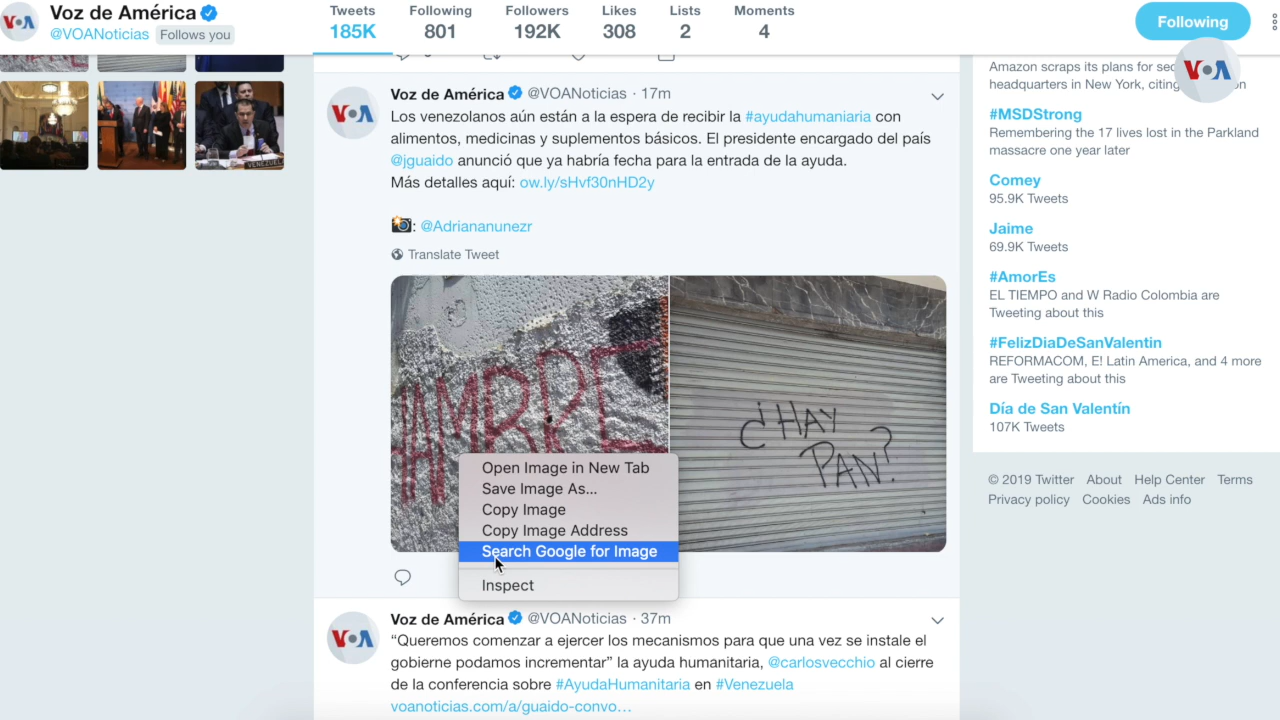 Voz de América
@VOANoticias Follows you
Tweets Following Followers Likes Lists Moments
185K 801 192K 308 2 4
Following
VOA
Voz de América @VOANoticias · 17m
Los venezolanos aún están a la espera de recibir la #ayudahumaniaria con
alimentos, medicinas y suplementos básicos. El presidente encargado del país
@jguaido anunció que ya habría fecha para la entrada de la ayuda.
Más detalles aquí: ow.ly/sHvf30nHD2y
: @Adriananunezr
Translate Tweet
HAMBRE
¿HAY
PAN?
Open Image in New Tab
Save Image As...
Copy Image
Copy Image Address
Search Google for Image
Inspect
VOA
Voz de América @VOANoticias · 37m
“Queremos comenzar a ejercer los mecanismos para que una vez se instale el
gobierne podamos incrementar” la ayuda humanitaria, @carlosvecchio al cierre
de la conferencia sobre #AyudaHumanitaria en #Venezuela
voanoticias.com/a/guaido-convo…
VOA
VENEZUEL
Amazon scraps its plans for
headquarters in New York, citing
#MSDStrong
Remembering the 17 lives lost in the Parkland
massacre one year later
Comey
95.9K Tweets
Jaime
69.9K Tweets
#AmorEs
EL TIEMPO and W Radio Colombia are
Tweeting about this
#FelizDiaDeSanValentin
REFORMACOM, E! Latin America, and 4 more
are Tweeting about this
Día de San Valentín
107K Tweets
© 2019 Twitter About Help Center Terms
Privacy policy Cookies Ads info
VOA